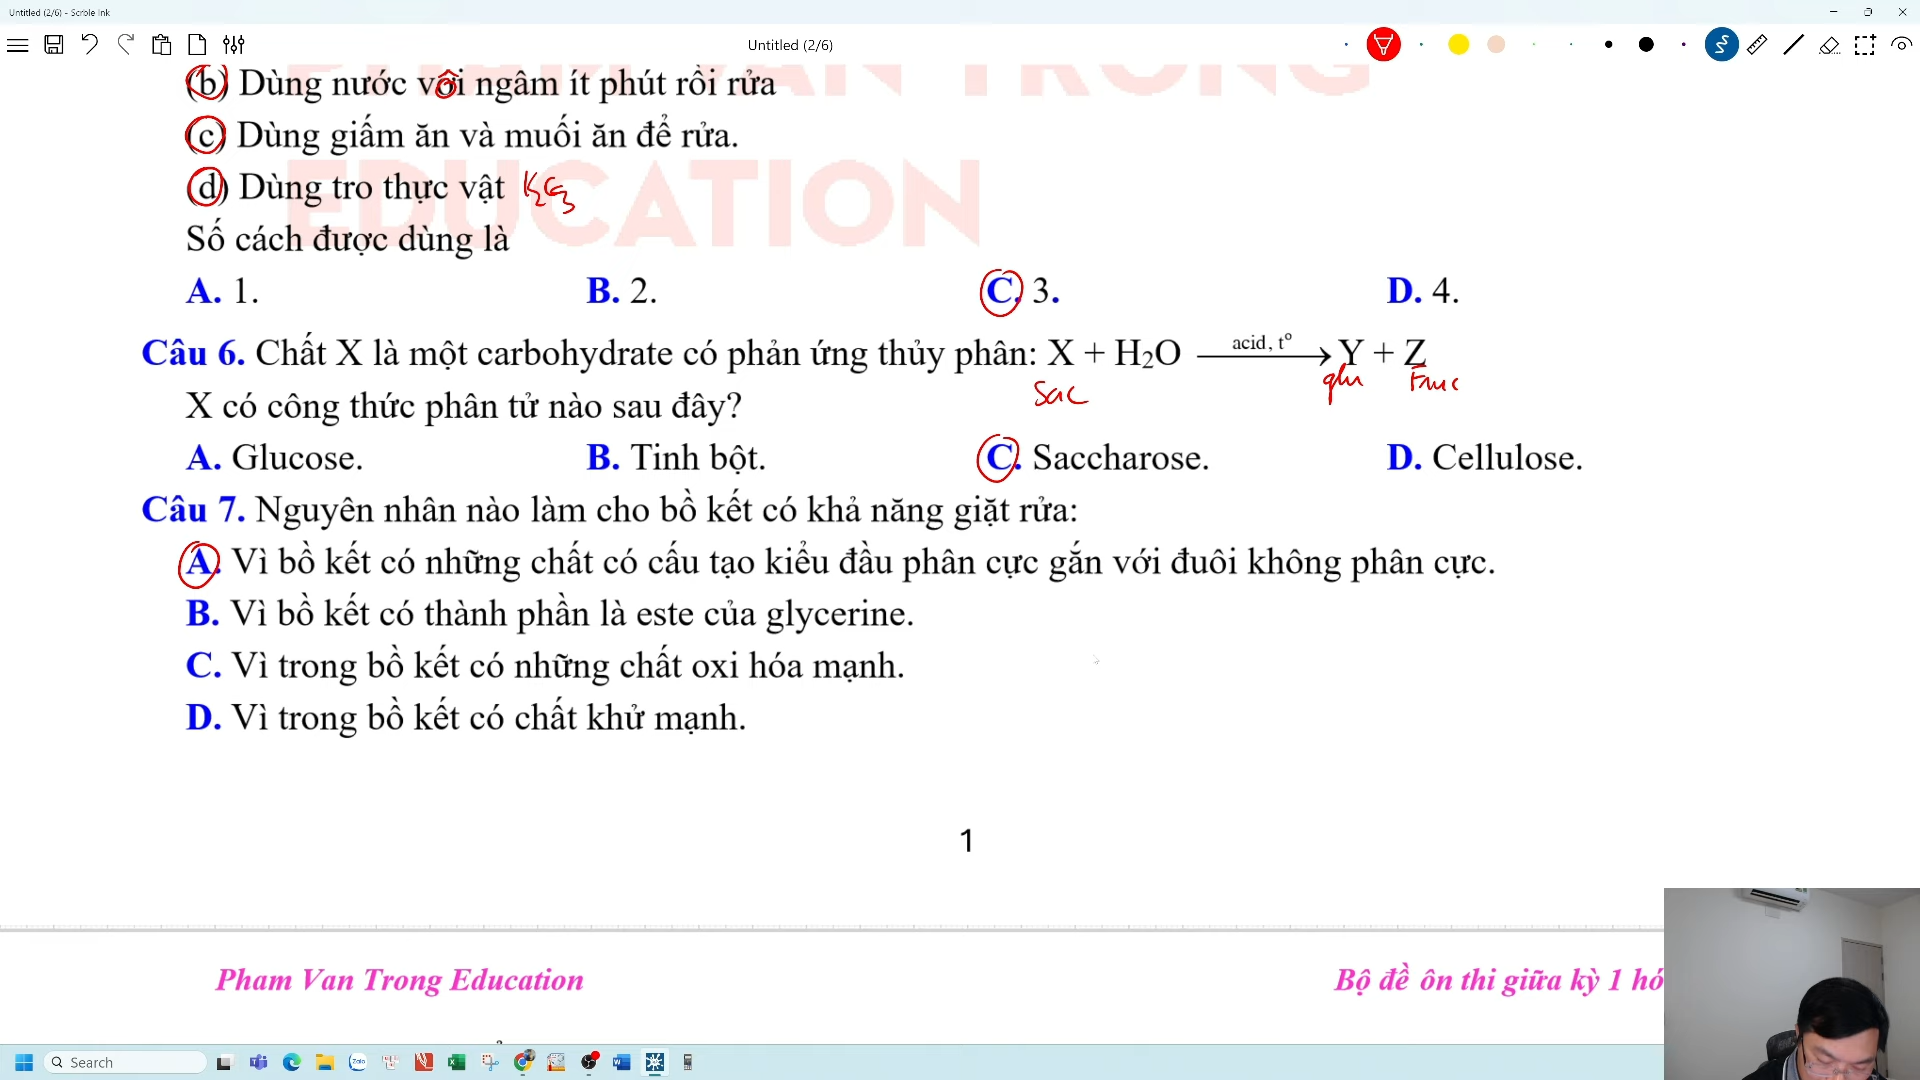 Untitled (2/6) - Scrble Ink
Untitled (2/6)
PHAM VAN TRONG
(b) Dùng nước vôi ngâm ít phút rồi rửa
(c) Dùng giấm ăn và muối ăn để rửa.
EDUCATION
(d) Dùng tro thực vật K₂CO₃
Số cách được dùng là
A. 1. B. 2. C. 3. D. 4.
Câu 6. Chất X là một carbohydrate có phản ứng thủy phân: X + H₂O acid, t° → Y + Z
Sac glu Fruc
X có công thức phân tử nào sau đây?
A. Glucose. B. Tinh bột. C. Saccharose. D. Cellulose.
Câu 7. Nguyên nhân nào làm cho bồ kết có khả năng giặt rửa:
A. Vì bồ kết có những chất có cấu tạo kiểu đầu phân cực gắn với đuôi không phân cực.
B. Vì bồ kết có thành phần là este của glycerine.
C. Vì trong bồ kết có những chất oxi hóa mạnh.
D. Vì trong bồ kết có chất khử mạnh.
1
Pham Van Trong Education Bộ đề ôn thi giữa kỳ 1 hó
Search
Zalo